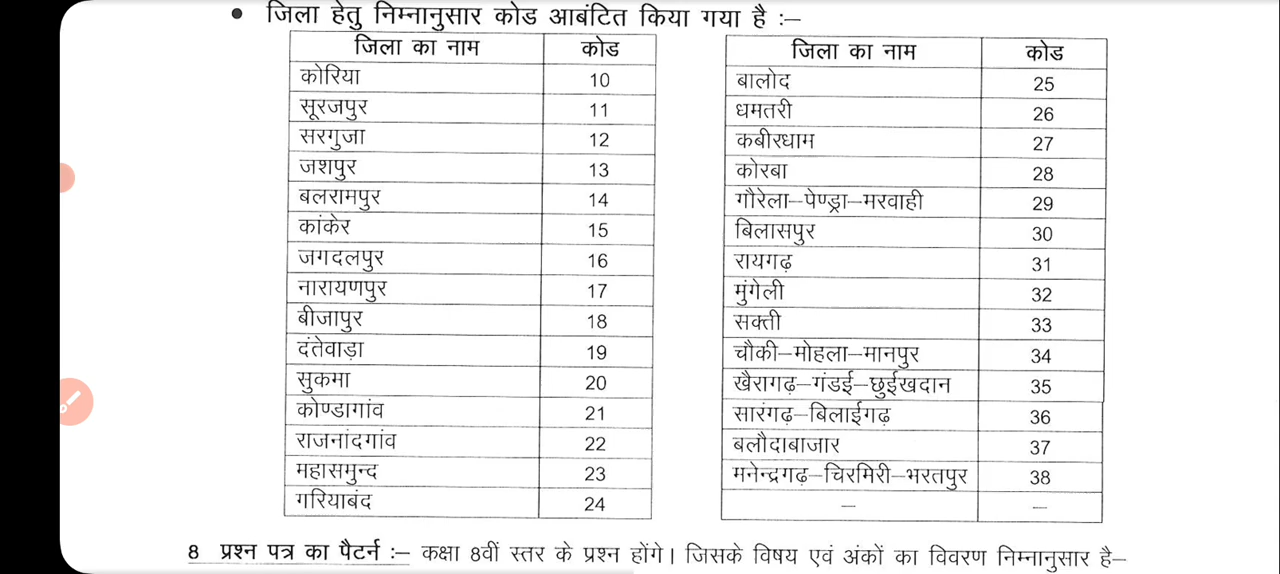 • जिला हेतु निम्नानुसार कोड आबंटित किया गया है :–
जिला का नाम कोड
कोरिया 10
सूरजपुर 11
सरगुजा 12
जशपुर 13
बलरामपुर 14
कांकेर 15
जगदलपुर 16
नारायणपुर 17
बीजापुर 18
दंतेवाड़ा 19
सुकमा 20
कोण्डागांव 21
राजनांदगांव 22
महासमुन्द 23
गरियाबंद 24
जिला का नाम कोड
बालोद 25
धमतरी 26
कबीरधाम 27
कोरबा 28
गौरेला–पेण्ड्रा–मरवाही 29
बिलासपुर 30
रायगढ़ 31
मुंगेली 32
सक्ती 33
चौकी–मोहला–मानपुर 34
खैरागढ़–गंडई–छुईखदान 35
सारंगढ़–बिलाईगढ़ 36
बलौदाबाजार 37
मनेन्द्रगढ़–चिरमिरी–भरतपुर 38
– –
8 प्रश्न पत्र का पैटर्न :– कक्षा 8वीं स्तर के प्रश्न होंगे। जिसके विषय एवं अंकों का विवरण निम्नानुसार है–